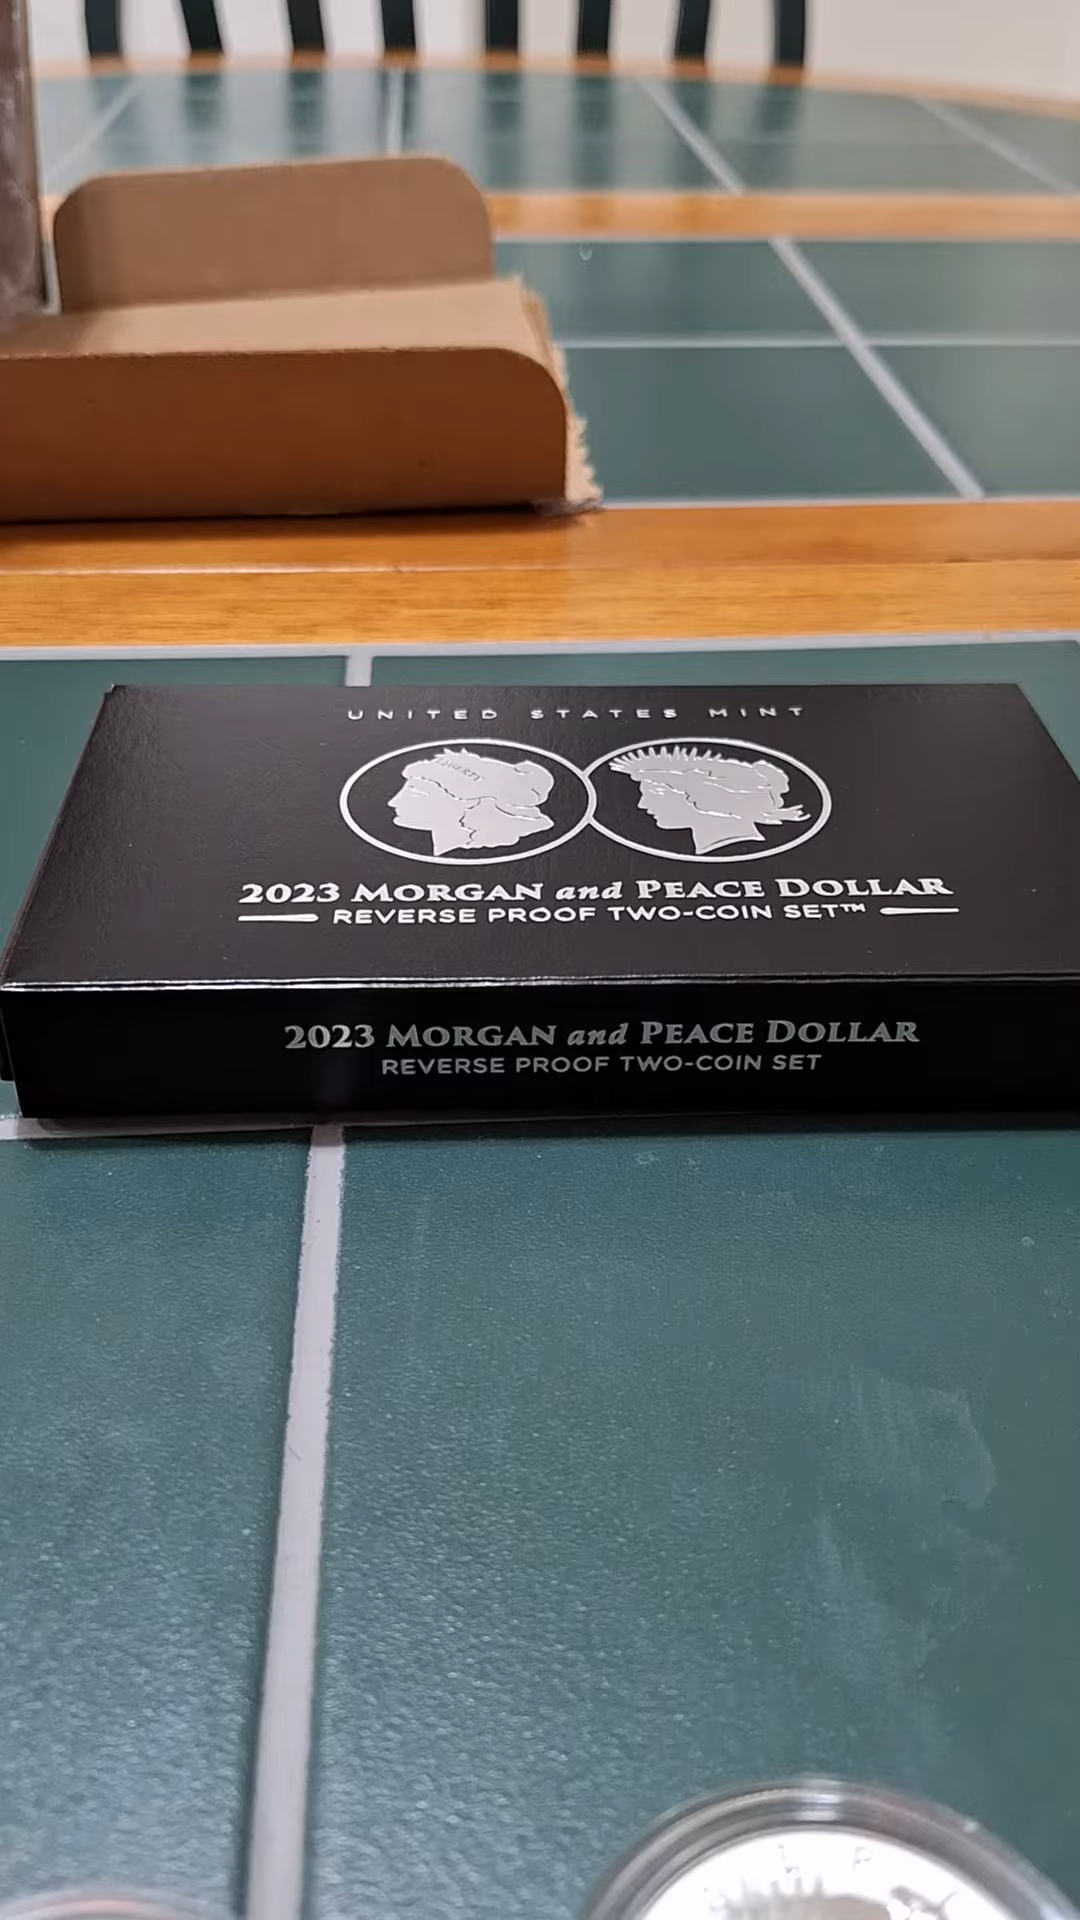 UNITED STATES MINT
LIBERTY
2023 MORGAN and PEACE DOLLAR
REVERSE PROOF TWO-COIN SET™
2023 MORGAN and PEACE DOLLAR
REVERSE PROOF TWO-COIN SET